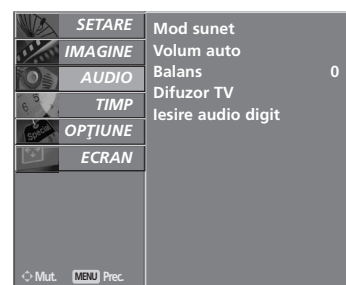 SETARE
IMAGINE
AUDIO
TIMP
OPŢIUNE
ECRAN
Mod sunet
Volum auto
Balans 0
Difuzor TV
Iesire audio digit
Mut. MENU Prec.